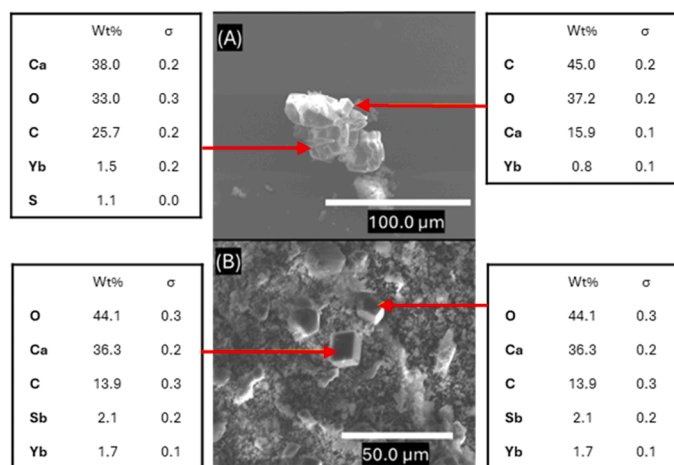 Wt% σ
Ca 38.0 0.2
O 33.0 0.3
C 25.7 0.2
Yb 1.5 0.2
S 1.1 0.0
(A)
100.0 µm
Wt% σ
C 45.0 0.2
O 37.2 0.2
Ca 15.9 0.1
Yb 0.8 0.1
Wt% σ
O 44.1 0.3
Ca 36.3 0.2
C 13.9 0.3
Sb 2.1 0.2
Yb 1.7 0.1
(B)
50.0 µm
Wt% σ
O 44.1 0.3
Ca 36.3 0.2
C 13.9 0.3
Sb 2.1 0.2
Yb 1.7 0.1